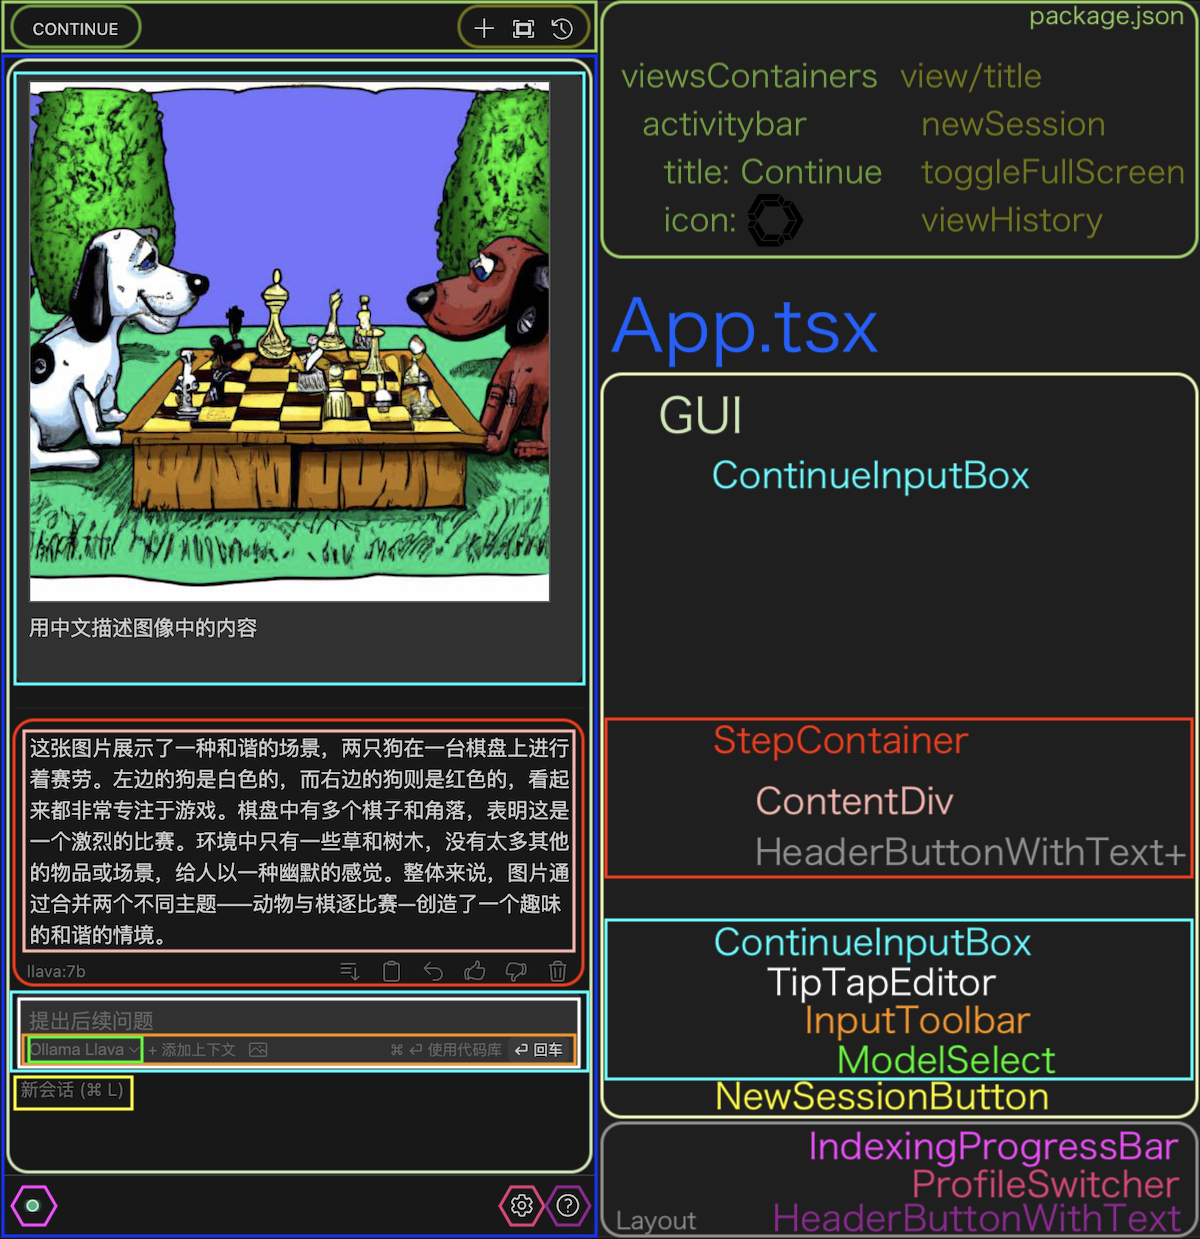 CONTINUE
用中文描述图像中的内容
这张图片展示了一种和谐的场景，两只狗在一台棋盘上进行
着赛劳。左边的狗是白色的，而右边的狗则是红色的，看起
来都非常专注于游戏。棋盘中有多个棋子和角落，表明这是
一个激烈的比赛。环境中只有一些草和树木，没有太多其他
的物品或场景，给人以一种幽默的感觉。整体来说，图片通
过合并两个不同主题——动物与棋逐比赛—创造了一个趣味
的和谐的情境。
llava:7b
提出后续问题
Ollama Llava
+ 添加上下文
⌘ ⏎ 使用代码库
⏎ 回车
新会话 (⌘ L)
package.json
viewsContainers
activitybar
title: Continue
icon:
view/title
newSession
toggleFullScreen
viewHistory
App.tsx
GUI
ContinueInputBox
StepContainer
ContentDiv
HeaderButtonWithText+
ContinueInputBox
TipTapEditor
InputToolbar
ModelSelect
NewSessionButton
IndexingProgressBar
ProfileSwitcher
HeaderButtonWithText
Layout